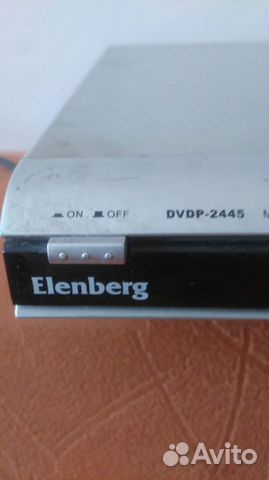 ON OFF DVDP-2445 M
Elenberg
Avito